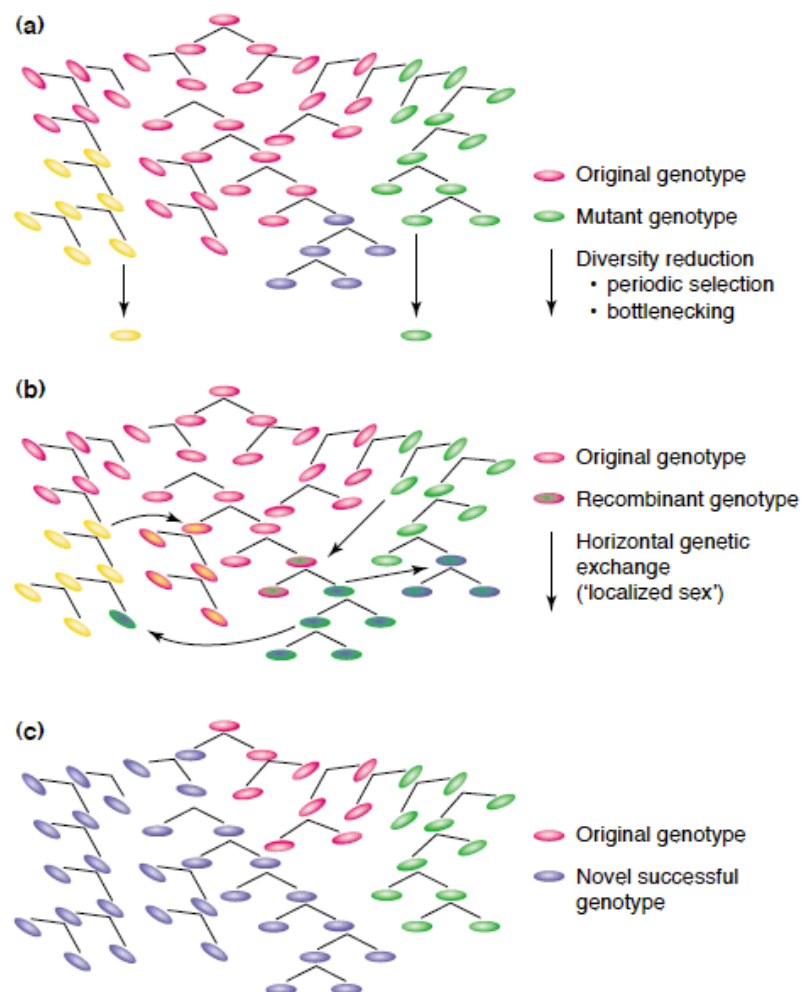 (a)
Original genotype
Mutant genotype
Diversity reduction
• periodic selection
• bottlenecking
(b)
Original genotype
Recombinant genotype
Horizontal genetic
exchange
(‘localized sex’)
(c)
Original genotype
Novel successful
genotype